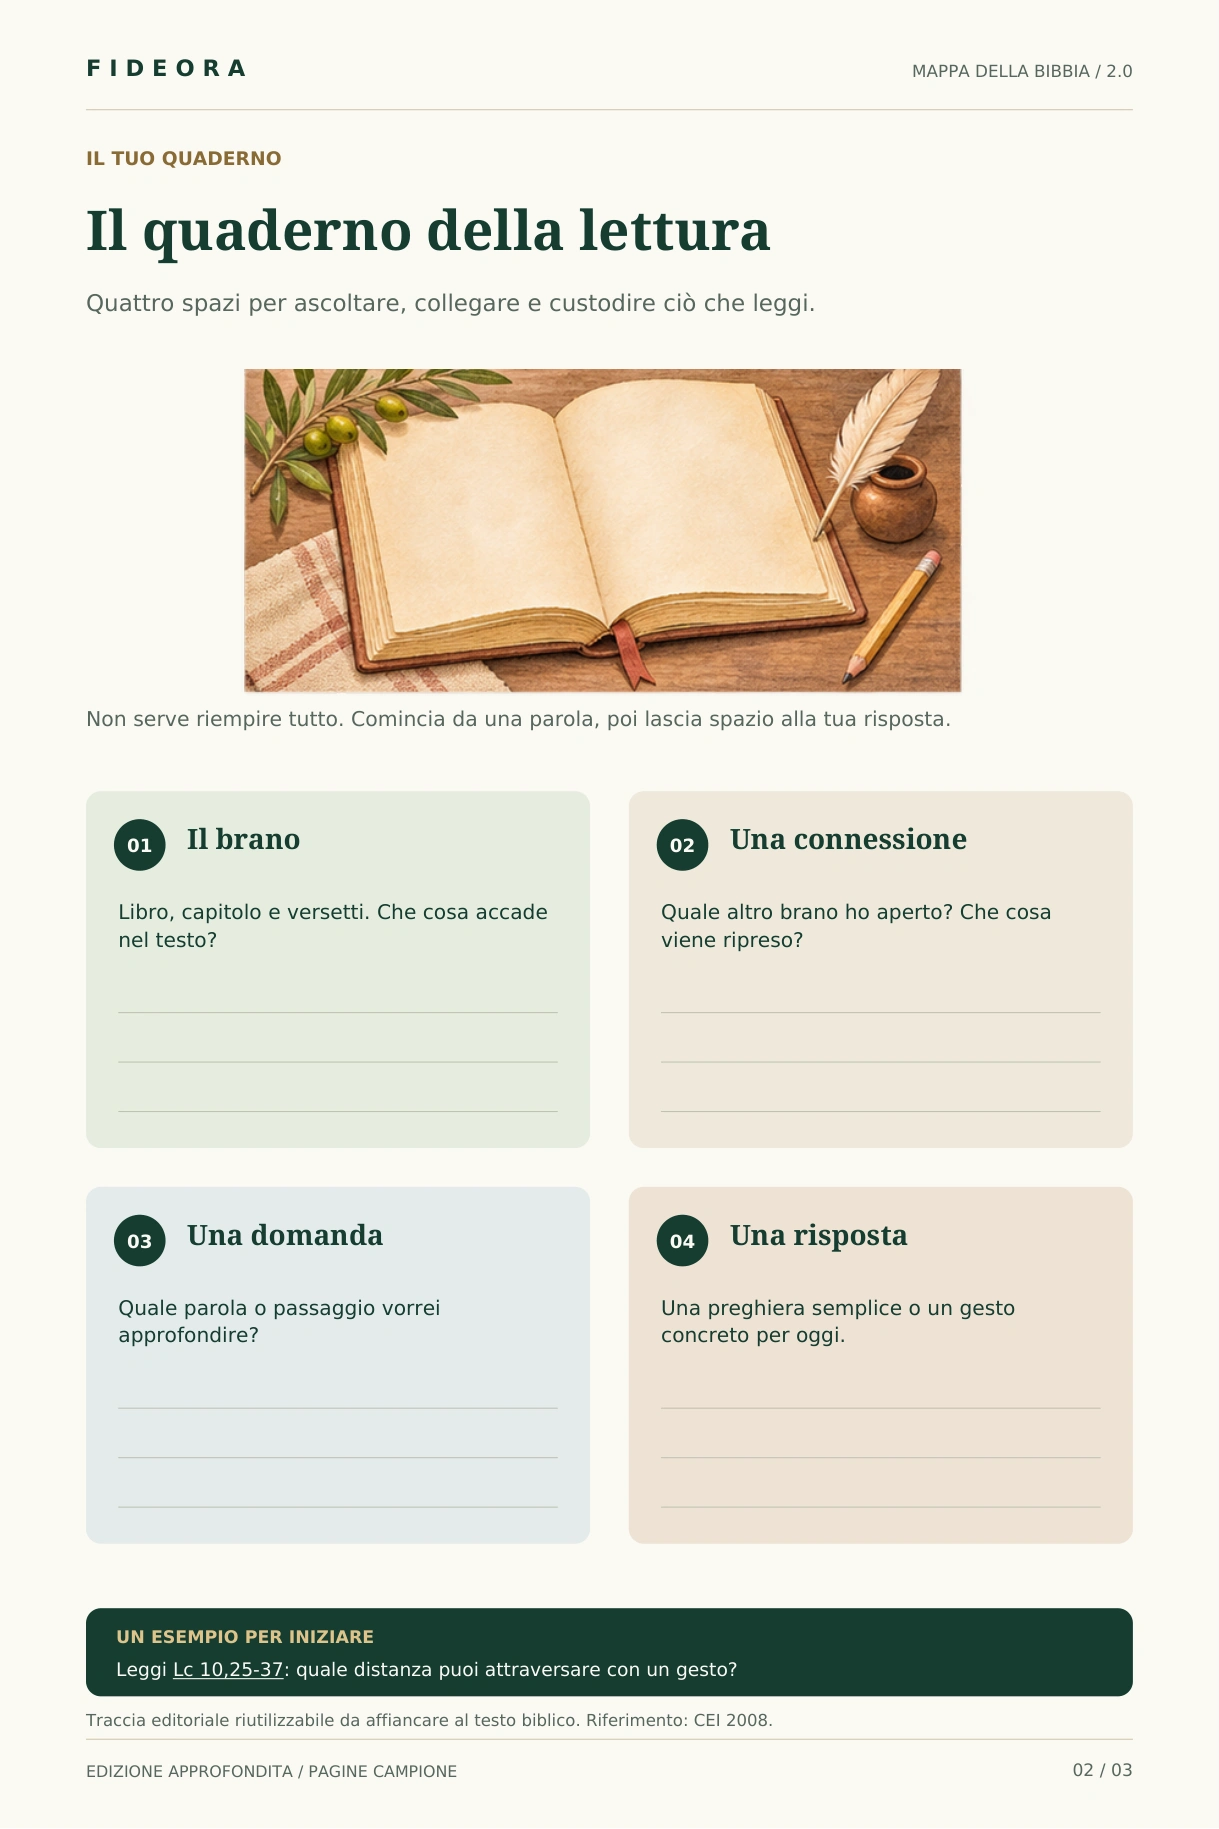 FIDEORA
MAPPA DELLA BIBBIA / 2.0
IL TUO QUADERNO
Il quaderno della lettura
Quattro spazi per ascoltare, collegare e custodire ciò che leggi.
Non serve riempire tutto. Comincia da una parola, poi lascia spazio alla tua risposta.
01 Il brano
Libro, capitolo e versetti. Che cosa accade
nel testo?
02 Una connessione
Quale altro brano ho aperto? Che cosa
viene ripreso?
03 Una domanda
Quale parola o passaggio vorrei
approfondire?
04 Una risposta
Una preghiera semplice o un gesto
concreto per oggi.
UN ESEMPIO PER INIZIARE
Leggi Lc 10,25-37: quale distanza puoi attraversare con un gesto?
Traccia editoriale riutilizzabile da affiancare al testo biblico. Riferimento: CEI 2008.
EDIZIONE APPROFONDITA / PAGINE CAMPIONE
02 / 03